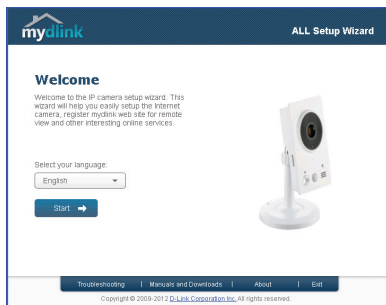 mydlink
ALL Setup Wizard
Welcome
Welcome to the IP camera setup wizard. This
wizard will help you easily setup the Internet
camera, register mydlink web site for remote
view and other interesting online services.
Select your language:
English
Start
Troubleshooting | Manuals and Downloads | About | Exit
Copyright © 2009-2012 D-Link Corporation Inc. All rights reserved.